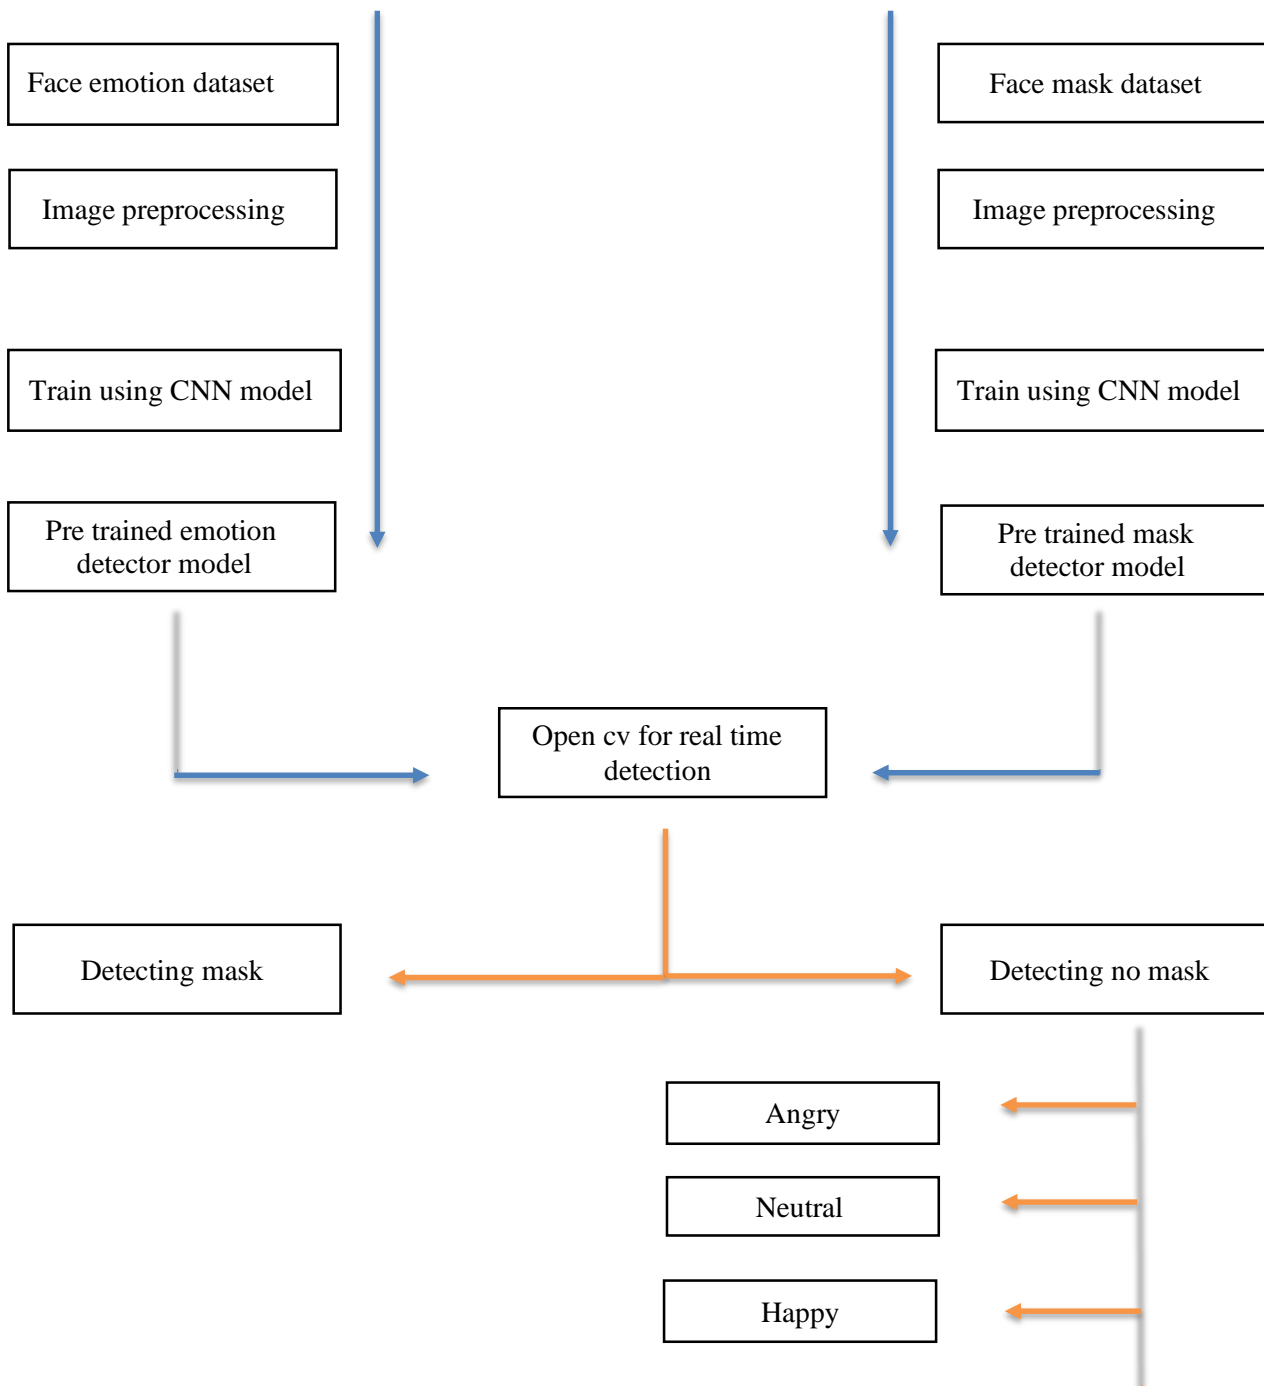 Face emotion dataset
Face mask dataset
Image preprocessing
Image preprocessing
Train using CNN model
Train using CNN model
Pre trained emotion
detector model
Pre trained mask
detector model
Open cv for real time
detection
Detecting mask
Detecting no mask
Angry
Neutral
Happy